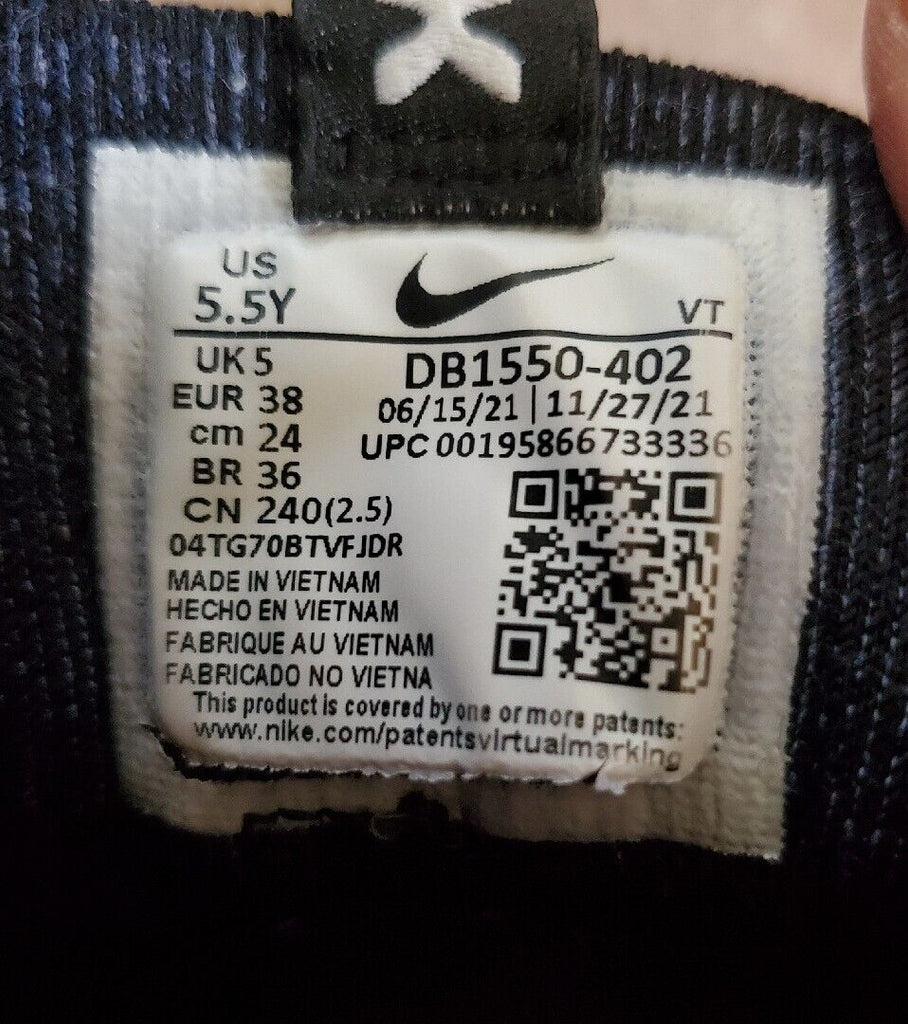 US
5.5Y
VT
UK 5
EUR 38
cm 24
BR 36
CN 240(2.5)
DB1550-402
06/15/21 | 11/27/21
UPC 00195866733336
04TG70BTVFJDR
MADE IN VIETNAM
HECHO EN VIETNAM
FABRIQUE AU VIETNAM
FABRICADO NO VIETNA
This product is covered by one or more patents:
www.nike.com/patentsvirtualmarking